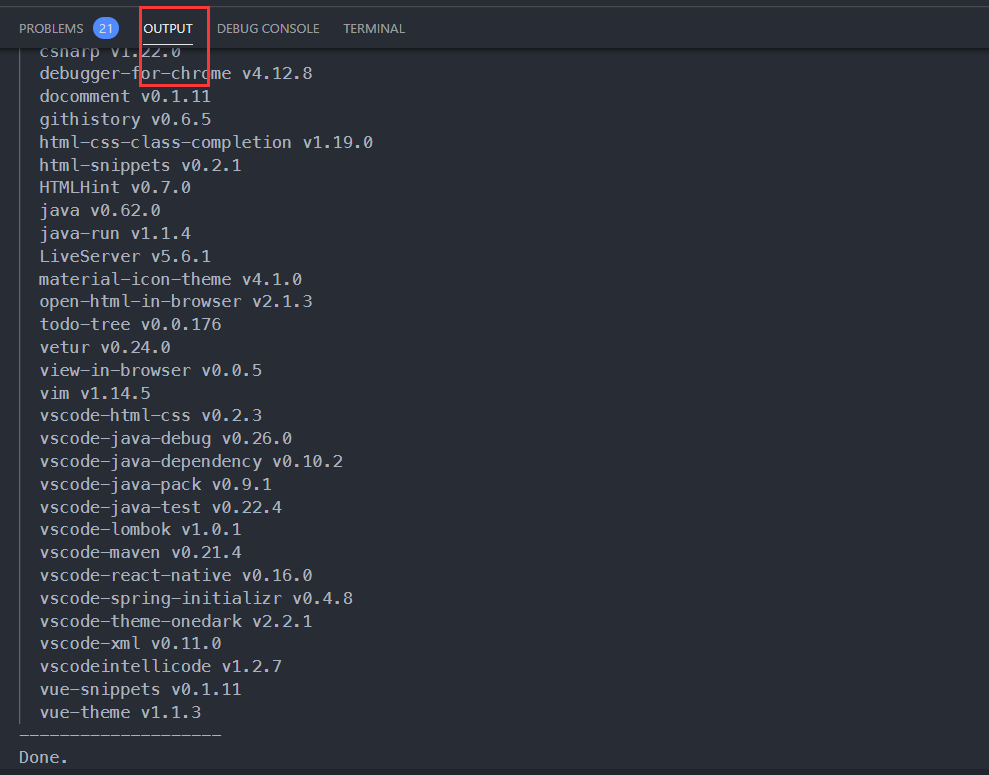 PROBLEMS 21 OUTPUT DEBUG CONSOLE TERMINAL
csharp v1.22.0
debugger-for-chrome v4.12.8
docomment v0.1.11
githistory v0.6.5
html-css-class-completion v1.19.0
html-snippets v0.2.1
HTMLHint v0.7.0
java v0.62.0
java-run v1.1.4
LiveServer v5.6.1
material-icon-theme v4.1.0
open-html-in-browser v2.1.3
todo-tree v0.0.176
vetur v0.24.0
view-in-browser v0.0.5
vim v1.14.5
vscode-html-css v0.2.3
vscode-java-debug v0.26.0
vscode-java-dependency v0.10.2
vscode-java-pack v0.9.1
vscode-java-test v0.22.4
vscode-lombok v1.0.1
vscode-maven v0.21.4
vscode-react-native v0.16.0
vscode-spring-initializr v0.4.8
vscode-theme-onedark v2.2.1
vscode-xml v0.11.0
vscodeintellicode v1.2.7
vue-snippets v0.1.11
vue-theme v1.1.3
--------------------
Done.